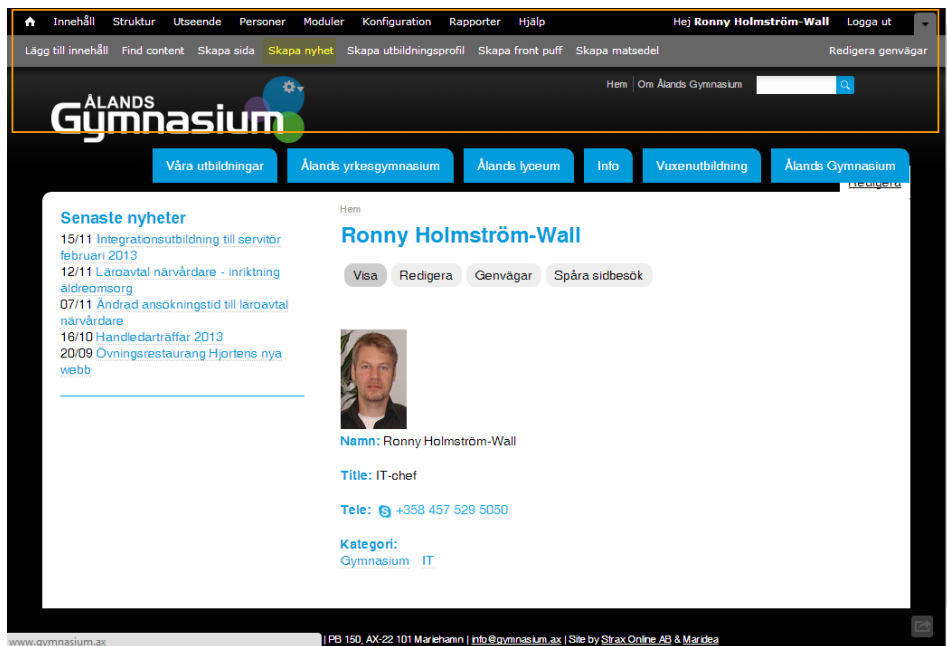 Innehåll Struktur Utseende Personer Moduler Konfiguration Rapporter Hjälp Hej Ronny Holmström-Wall Logga ut
Lägg till innehåll Find content Skapa sida Skapa nyhet Skapa utbildningsprofil Skapa front puff Skapa matsedel Redigera genvägar
Hem Om Ålands Gymnasium
ÅLANDS
Gymnasium
Våra utbildningar Ålands yrkesgymnasium Ålands lyceum Info Vuxenutbildning Ålands Gymnasium
Redigera
Senaste nyheter
15/11 Integrationsutbildning till servitör
februari 2013
12/11 Läroavtal närvårdare - inriktning
äldreomsorg
07/11 Ändrad ansökningstid till läroavtal
närvårdare
16/10 Handledarträffar 2013
20/09 Övningsrestaurang Hjortens nya
webb
Hem
Ronny Holmström-Wall
Visa Redigera Genvägar Spåra sidbesök
Namn: Ronny Holmström-Wall
Title: IT-chef
Tele: +358 457 529 5050
Kategori:
Gymnasium IT
www.gymnasium.ax | PB 150, AX-22 101 Mariehamn | info@gymnasium.ax | Site by Strax Online AB & Maridea